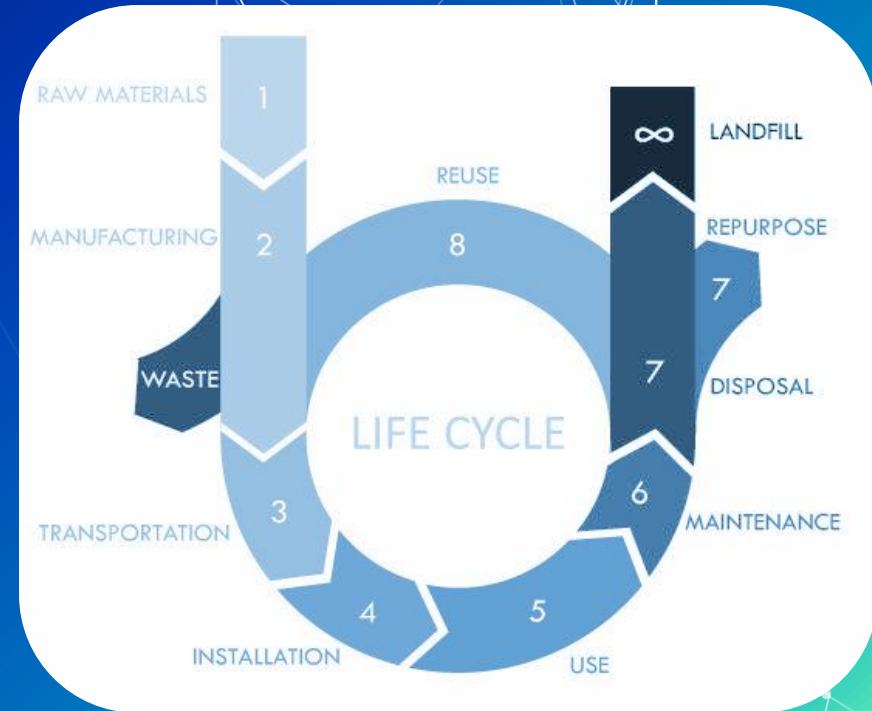 RAW MATERIALS
1
MANUFACTURING
2
WASTE
TRANSPORTATION
3
INSTALLATION
4
5
USE
6
MAINTENANCE
7
DISPOSAL
7
REPURPOSE
∞
LANDFILL
REUSE
8
LIFE CYCLE